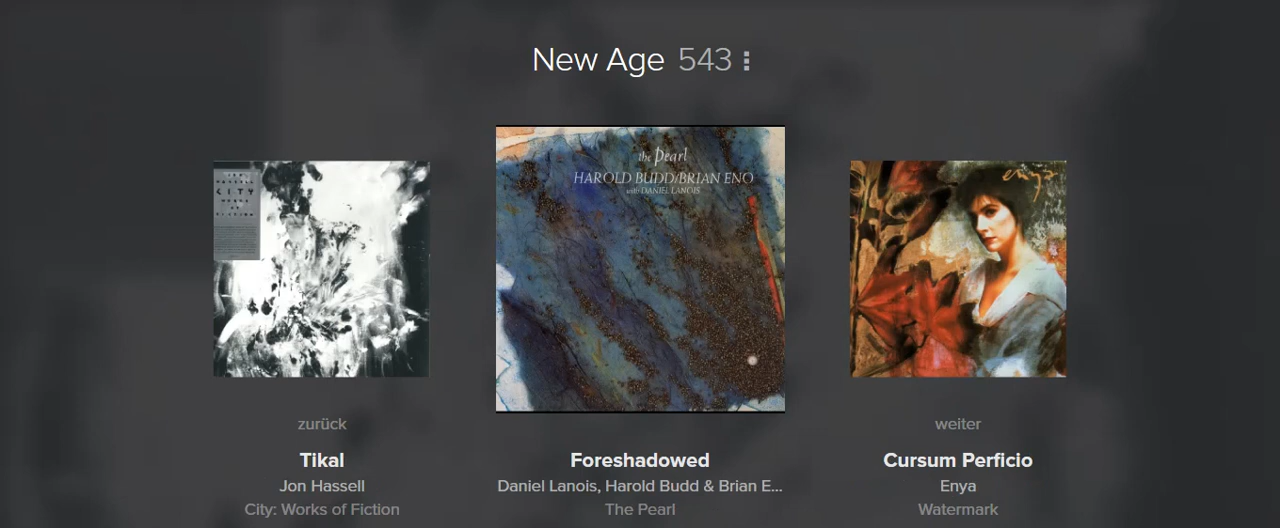 New Age 543
the Pearl
HAROLD BUDD/BRIAN ENO
with DANIEL LANOIS
CITY
enya
zurück
weiter
Tikal
Foreshadowed
Cursum Perficio
Jon Hassell
Daniel Lanois, Harold Budd & Brian E...
Enya
City: Works of Fiction
The Pearl
Watermark